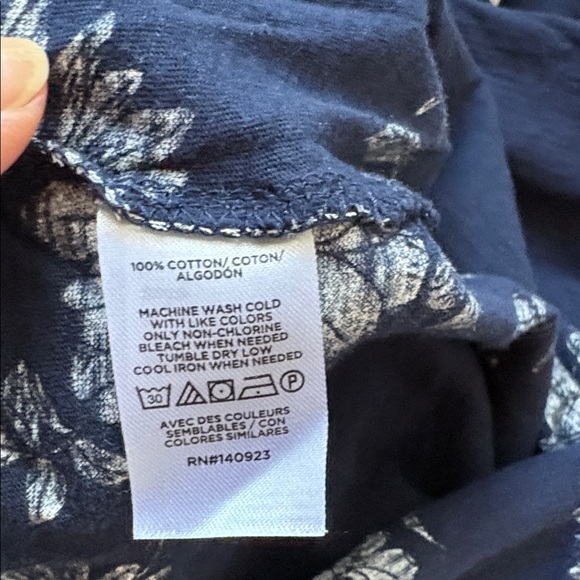 100% COTTON/ COTON/
ALGODÓN
MACHINE WASH COLD
WITH LIKE COLORS
ONLY NON-CHLORINE
BLEACH WHEN NEEDED
TUMBLE DRY LOW
COOL IRON WHEN NEEDED
30 P
AVEC DES COULEURS
SEMBLABLES / CON
COLORES SIMILARES
RN#140923